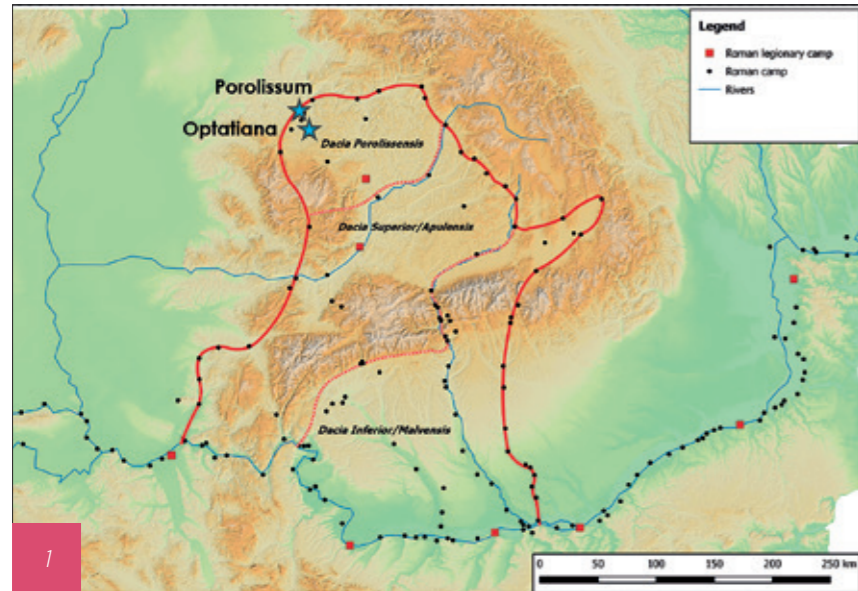 Legend
Roman legionary camp
Roman camp
Rivers
Porolissum
Optatiana
Dacia Porolissensis
Dacia Superior/Apulensis
Dacia Inferior/Malvensis
1
0 50 100 150 200 250 km